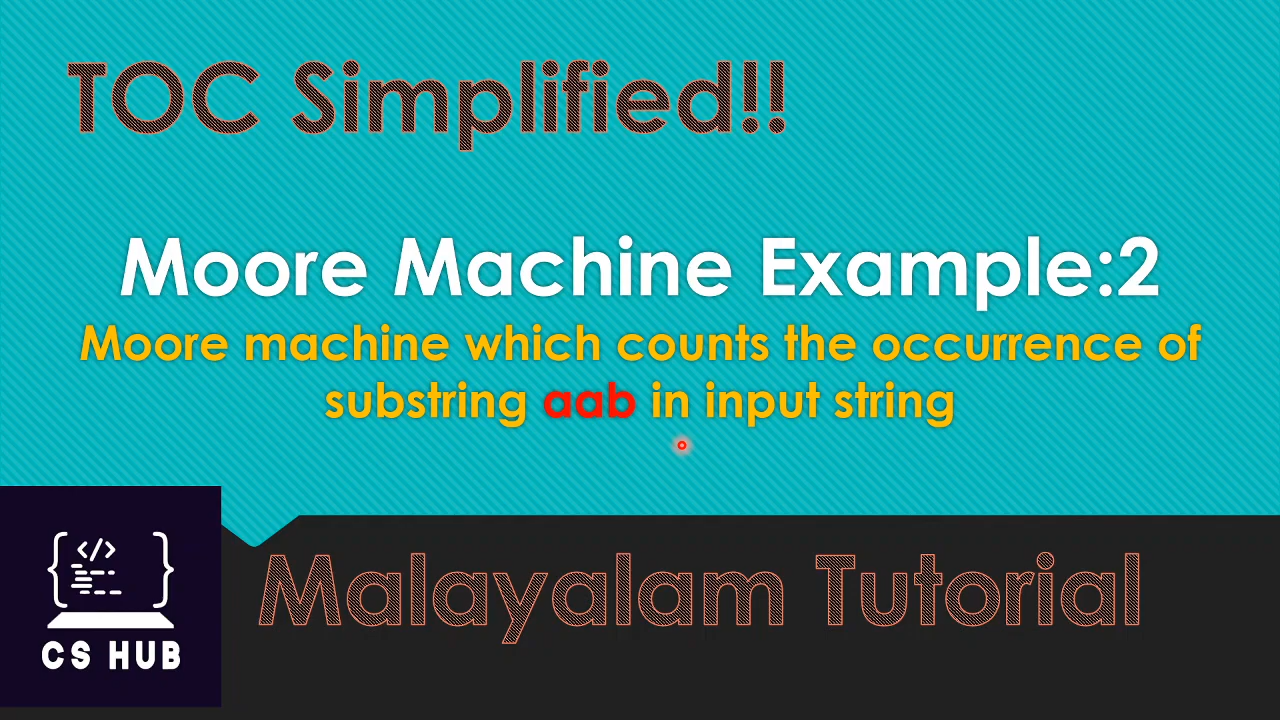 TOC Simplified!!
Moore Machine Example:2
Moore machine which counts the occurrence of
substring aab in input string
Malayalam Tutorial
{</>}
CS HUB